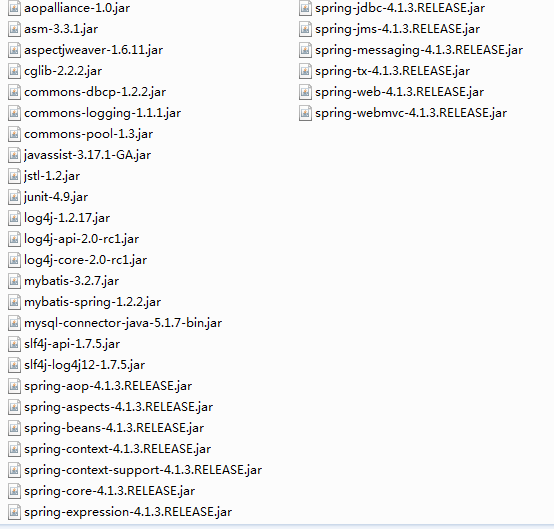 aopalliance-1.0.jar
asm-3.3.1.jar
aspectjweaver-1.6.11.jar
cglib-2.2.2.jar
commons-dbcp-1.2.2.jar
commons-logging-1.1.1.jar
commons-pool-1.3.jar
javassist-3.17.1-GA.jar
jstl-1.2.jar
junit-4.9.jar
log4j-1.2.17.jar
log4j-api-2.0-rc1.jar
log4j-core-2.0-rc1.jar
mybatis-3.2.7.jar
mybatis-spring-1.2.2.jar
mysql-connector-java-5.1.7-bin.jar
slf4j-api-1.7.5.jar
slf4j-log4j12-1.7.5.jar
spring-aop-4.1.3.RELEASE.jar
spring-aspects-4.1.3.RELEASE.jar
spring-beans-4.1.3.RELEASE.jar
spring-context-4.1.3.RELEASE.jar
spring-context-support-4.1.3.RELEASE.jar
spring-core-4.1.3.RELEASE.jar
spring-expression-4.1.3.RELEASE.jar
spring-jdbc-4.1.3.RELEASE.jar
spring-jms-4.1.3.RELEASE.jar
spring-messaging-4.1.3.RELEASE.jar
spring-tx-4.1.3.RELEASE.jar
spring-web-4.1.3.RELEASE.jar
spring-webmvc-4.1.3.RELEASE.jar